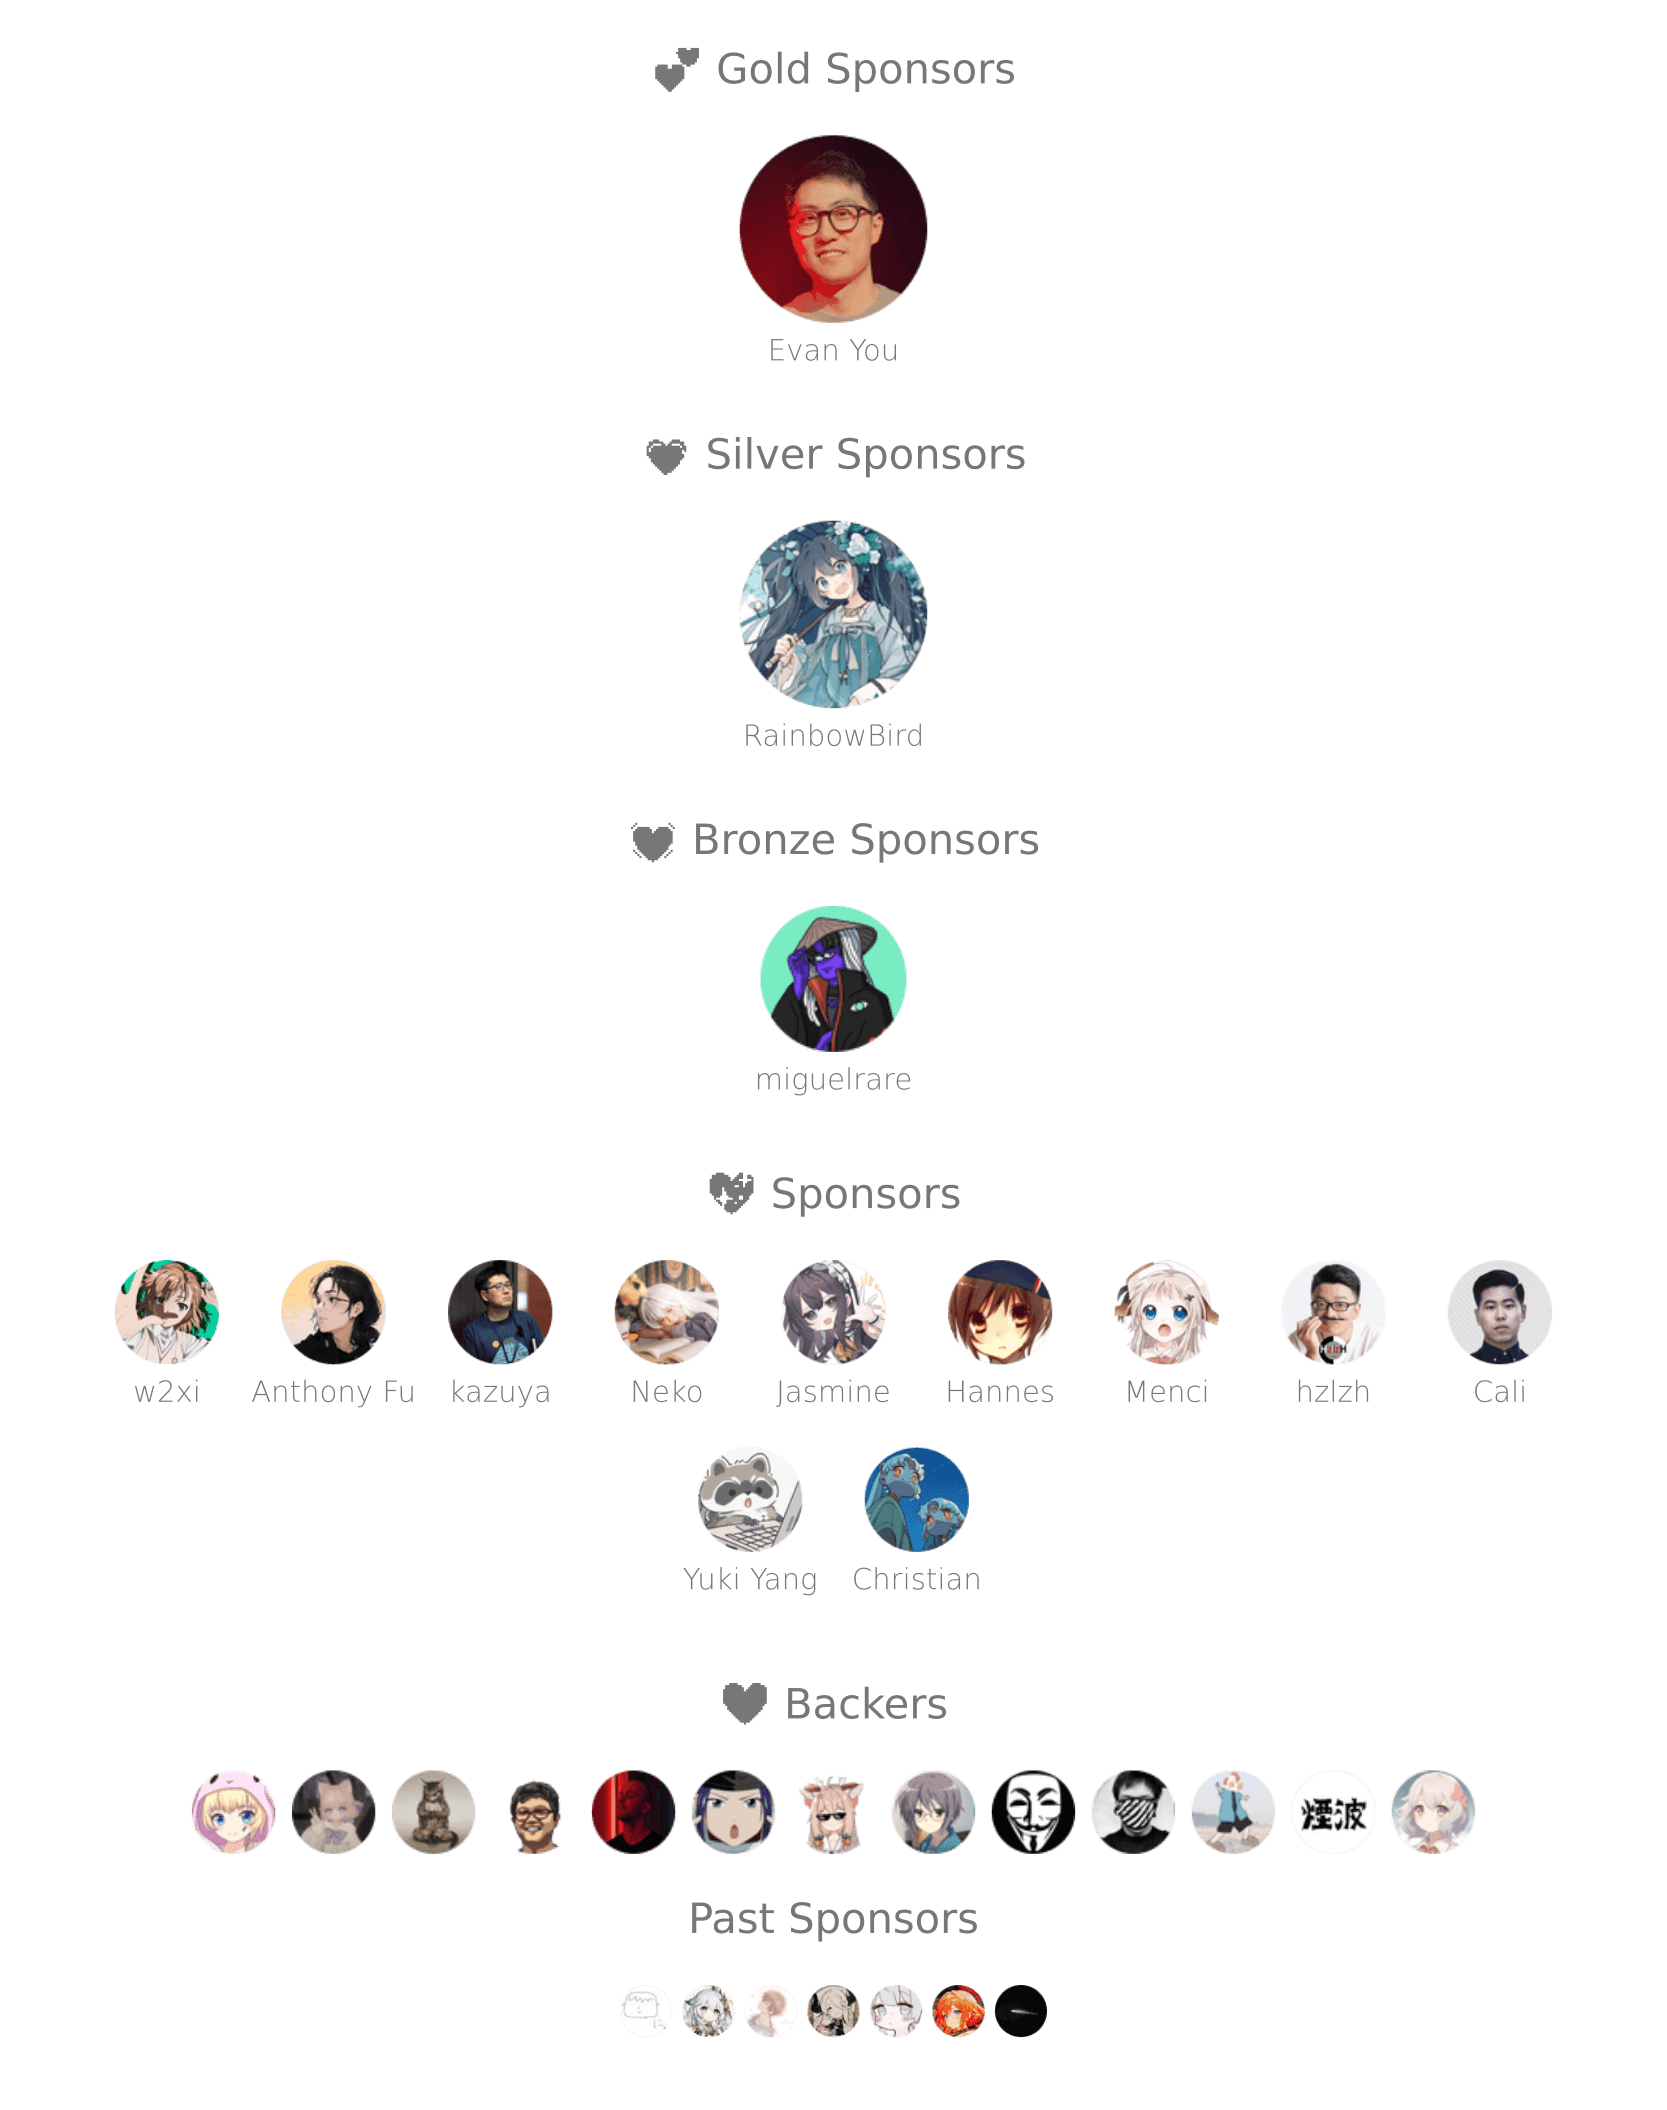 Gold Sponsors
Evan You
Silver Sponsors
RainbowBird
Bronze Sponsors
miguelrare
Sponsors
HZLZH
w2xi Anthony Fu kazuya Neko Jasmine Hannes Menci hzlzh Cali
Yuki Yang Christian
Backers
煙波
Past Sponsors